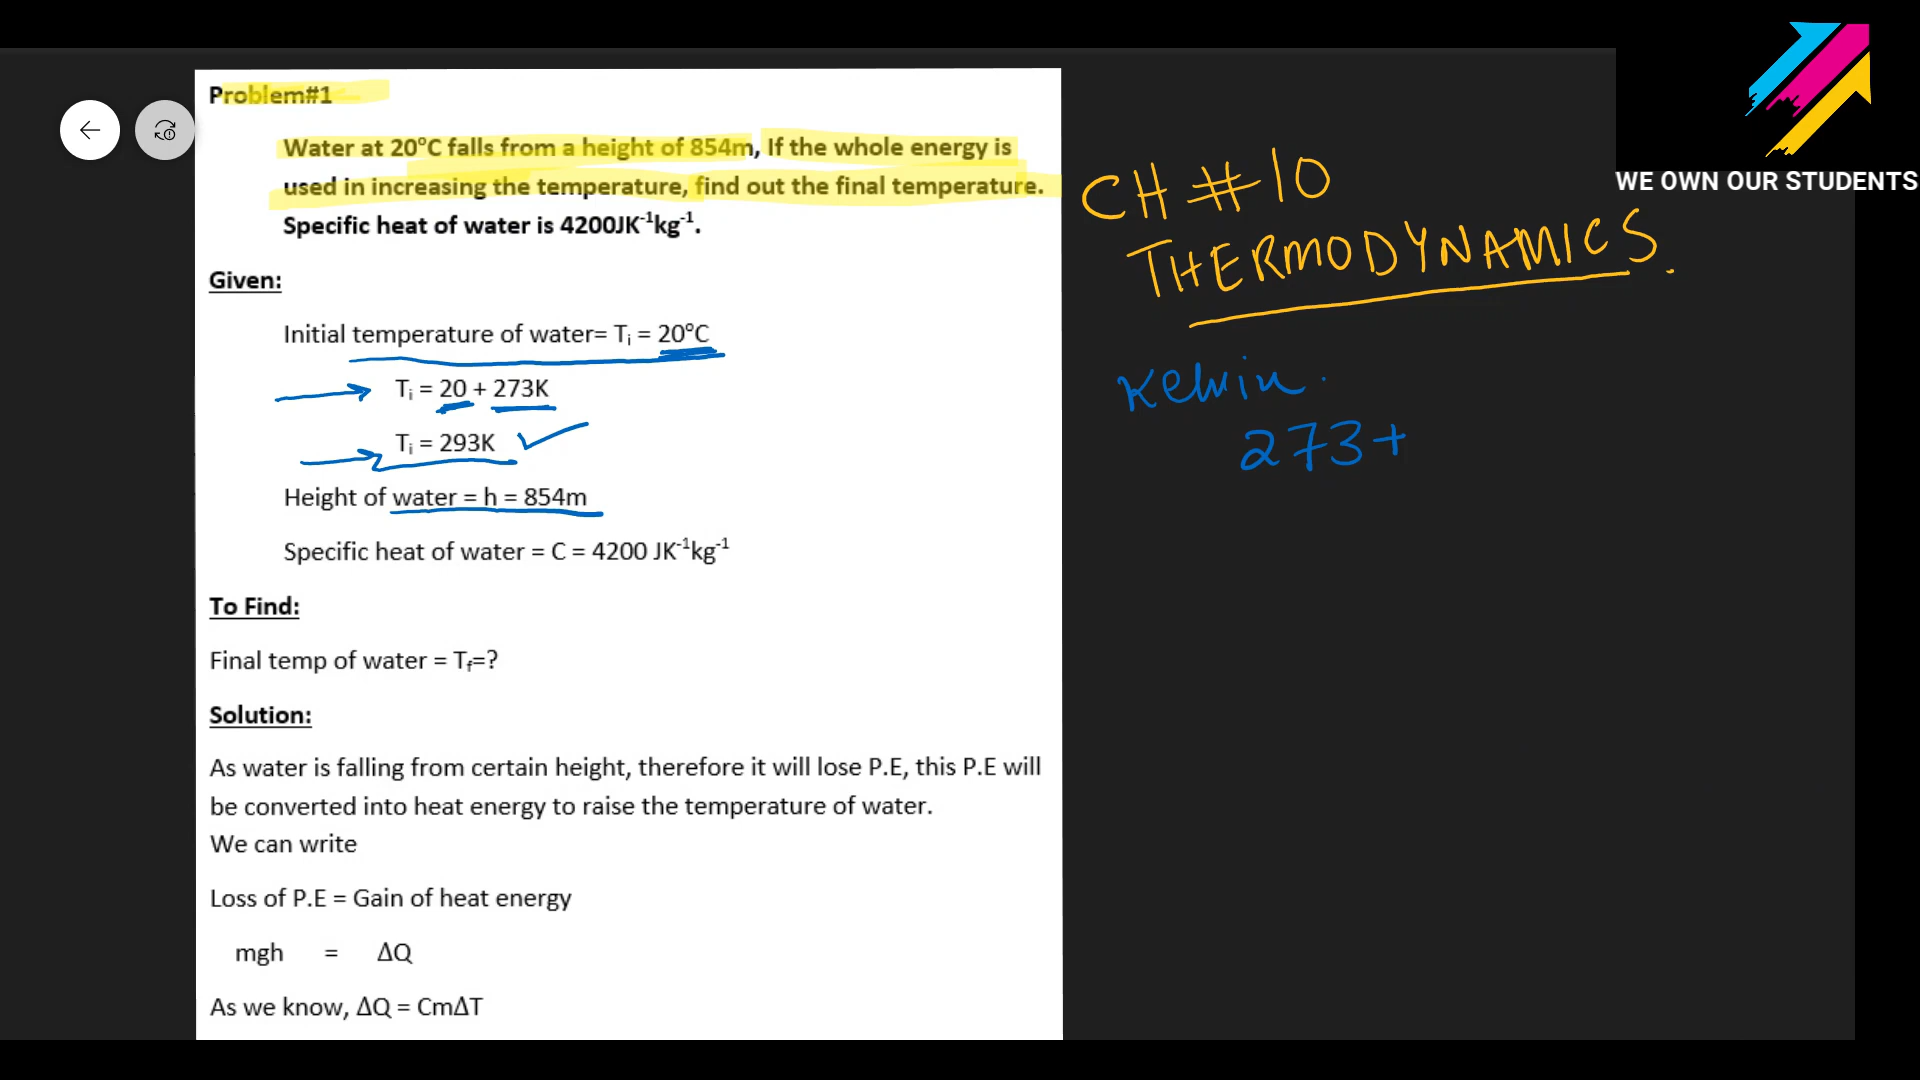 Problem#1
Water at 20°C falls from a height of 854m, If the whole energy is
used in increasing the temperature, find out the final temperature.
Specific heat of water is 4200JK⁻¹kg⁻¹.
Given:
Initial temperature of water= Tᵢ = 20°C
Tᵢ = 20 + 273K
Tᵢ = 293K
Height of water = h = 854m
Specific heat of water = C = 4200 JK⁻¹kg⁻¹
To Find:
Final temp of water = T_f=?
Solution:
As water is falling from certain height, therefore it will lose P.E, this P.E will
be converted into heat energy to raise the temperature of water.
We can write
Loss of P.E = Gain of heat energy
mgh = ΔQ
As we know, ΔQ = CmΔT
CH # 10
THERMODYNAMICS.
Kelvin.
273+
WE OWN OUR STUDENTS